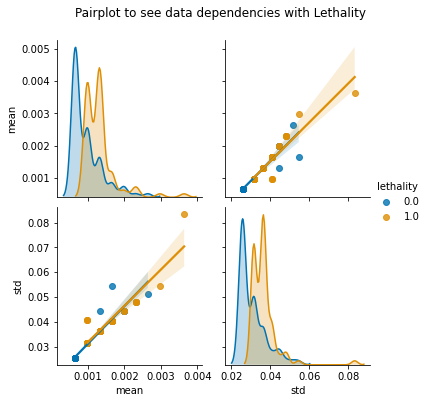 Pairplot to see data dependencies with Lethality
0.005
0.004
0.003
0.002
0.001
mean
lethality
0.0
1.0
0.08
0.07
0.06
0.05
0.04
0.03
std
0.001 0.002 0.003 0.004
mean
0.02 0.04 0.06 0.08
std